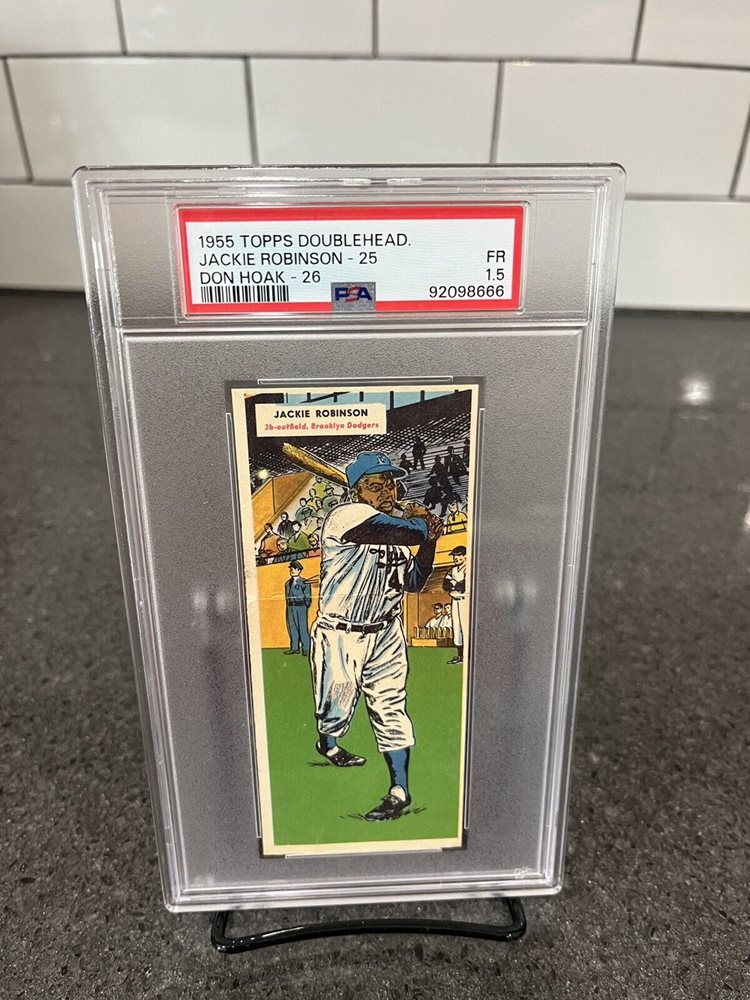 1955 TOPPS DOUBLEHEAD.
JACKIE ROBINSON - 25 FR
DON HOAK - 26 1.5
PSA 92098666
JACKIE ROBINSON
3b-outfield, Brooklyn Dodgers
4